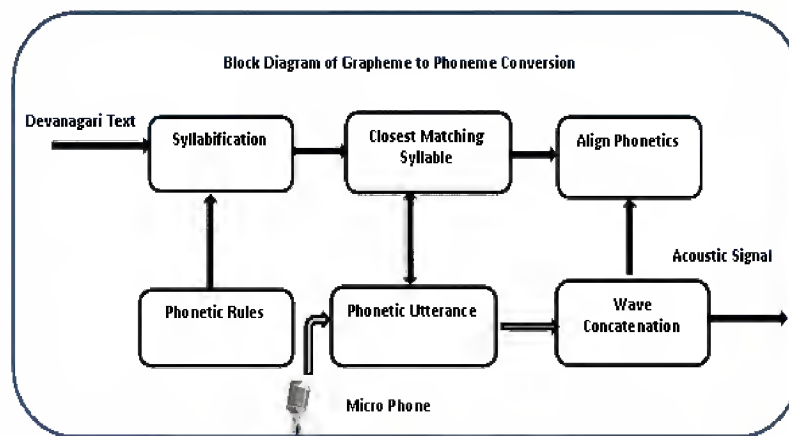 Block Diagram of Grapheme to Phoneme Conversion
Devanagari Text
Syllabification
Closest Matching
Syllable
Align Phonetics
Acoustic Signal
Phonetic Rules
Phonetic Utterance
Wave
Concatenation
Micro Phone